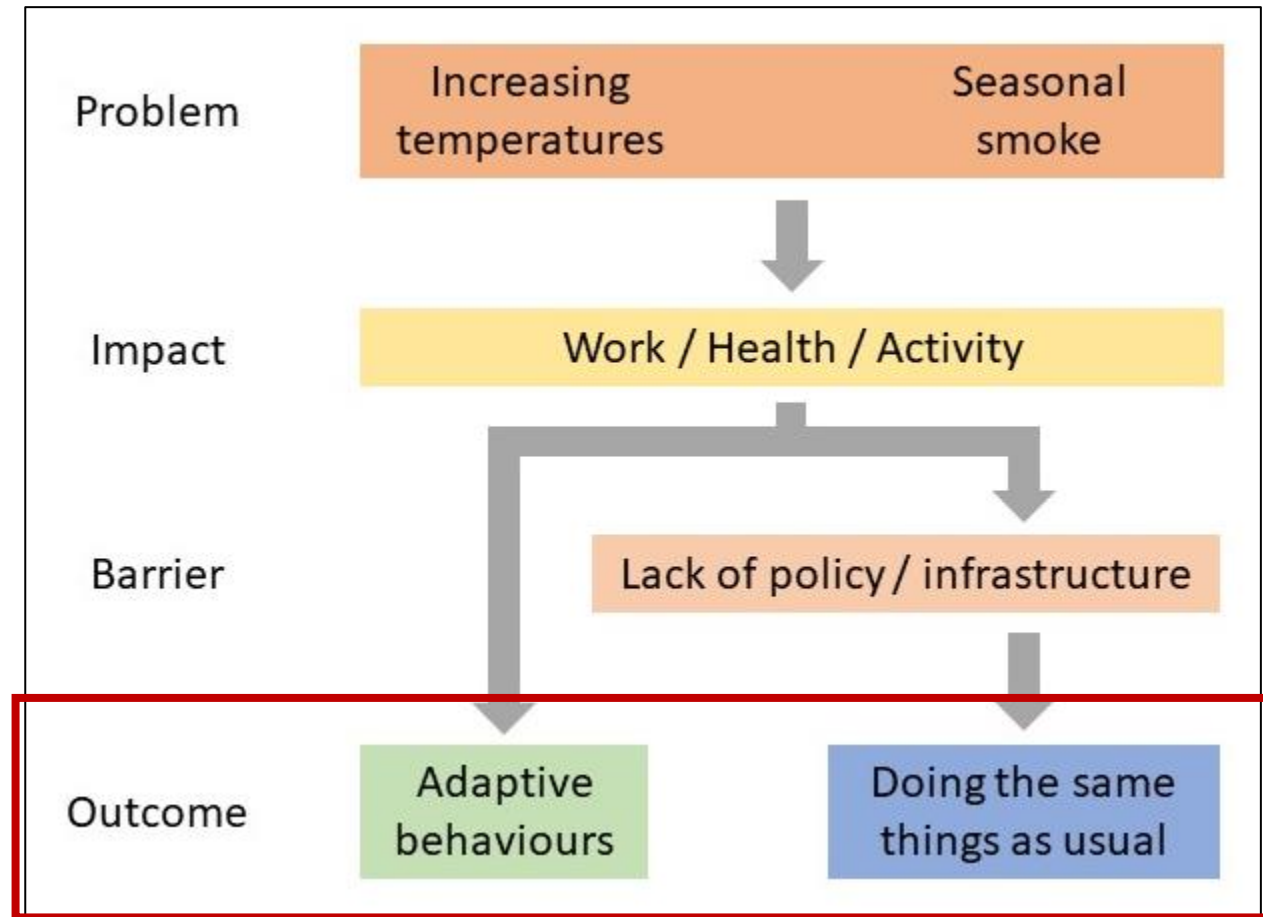 Problem
Increasing
temperatures
Seasonal
smoke
Impact
Work / Health / Activity
Barrier
Lack of policy / infrastructure
Outcome
Adaptive
behaviours
Doing the same
things as usual